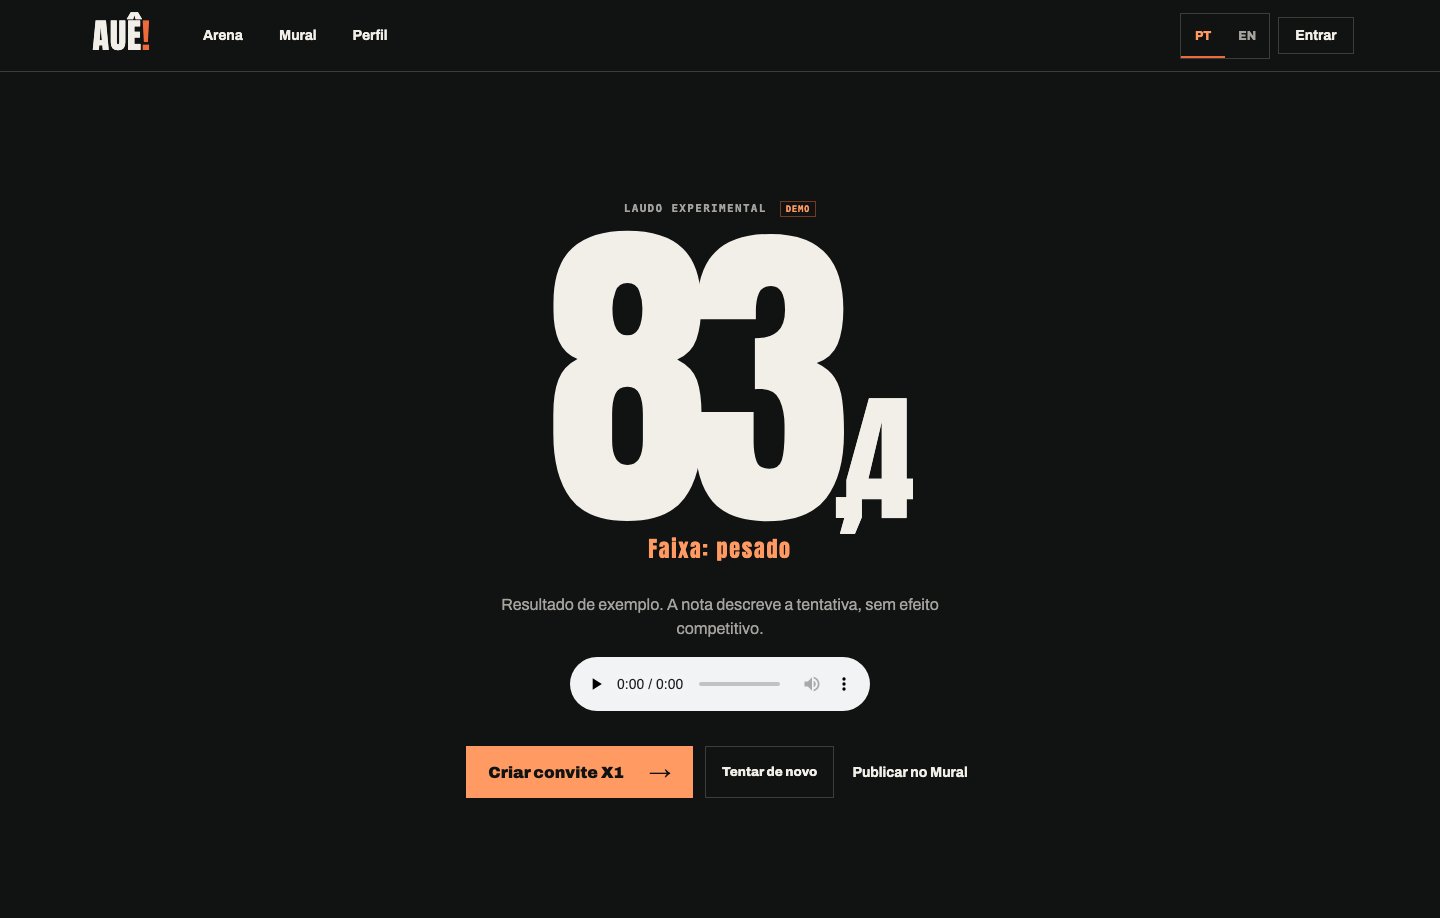 AUÊ!
Arena
Mural
Perfil
PT
EN
Entrar
LAUDO EXPERIMENTAL
DEMO
83,4
Faixa: pesado
Resultado de exemplo. A nota descreve a tentativa, sem efeito
competitivo.
0:00 / 0:00
Criar convite X1 →
Tentar de novo
Publicar no Mural